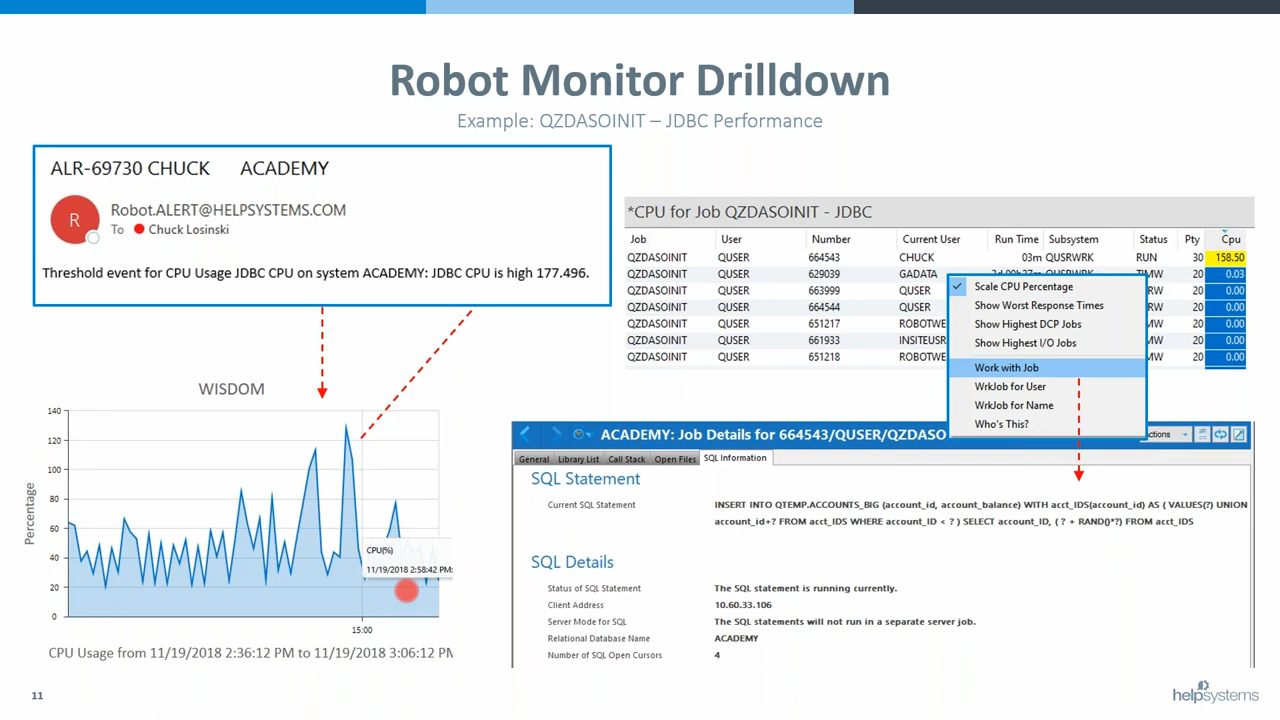 Robot Monitor Drilldown
Example: QZDASOINIT – JDBC Performance
ALR-69730 CHUCK ACADEMY
R
Robot.ALERT@HELPSYSTEMS.COM
To Chuck Losinski
Threshold event for CPU Usage JDBC CPU on system ACADEMY: JDBC CPU is high 177.496.
WISDOM
140
120
100
80
60
40
20
0
Percentage
CPU(%)
11/19/2018 2:58:42 PM:
15:00
CPU Usage from 11/19/2018 2:36:12 PM to 11/19/2018 3:06:12 PM
*CPU for Job QZDASOINIT - JDBC
Job User Number Current User Run Time Subsystem Status Pty Cpu
QZDASOINIT QUSER 664543 CHUCK 03m QUSRWRK RUN 30 158.50
QZDASOINIT QUSER 629039 GADATA QUSRWRK TIMW 20 0.03
QZDASOINIT QUSER 663999 QUSER RW 20 0.00
QZDASOINIT QUSER 664544 QUSER RW 20 0.00
QZDASOINIT QUSER 651217 ROBOTWE MW 20 0.00
QZDASOINIT QUSER 661933 INSITEUSR MW 20 0.00
QZDASOINIT QUSER 651218 ROBOTWE MW 20 0.00
Scale CPU Percentage
Show Worst Response Times
Show Highest DCP Jobs
Show Highest I/O Jobs
Work with Job
WrkJob for User
WrkJob for Name
Who's This?
ACADEMY: Job Details for 664543/QUSER/QZDASO ctions
General Library List Call Stack Open Files SQL Information
SQL Statement
Current SQL Statement INSERT INTO QTEMP.ACCOUNTS_BIG (account_id, account_balance) WITH acct_IDS(account_id) AS ( VALUES(?) UNION
account_id+? FROM acct_IDS WHERE account_ID < ? ) SELECT account_ID, ( ? + RAND()*?) FROM acct_IDS
SQL Details
Status of SQL Statement The SQL statement is running currently.
Client Address 10.60.33.106
Server Mode for SQL The SQL statements will not run in a separate server job.
Relational Database Name ACADEMY
Number of SQL Open Cursors 4
11
helpsystems